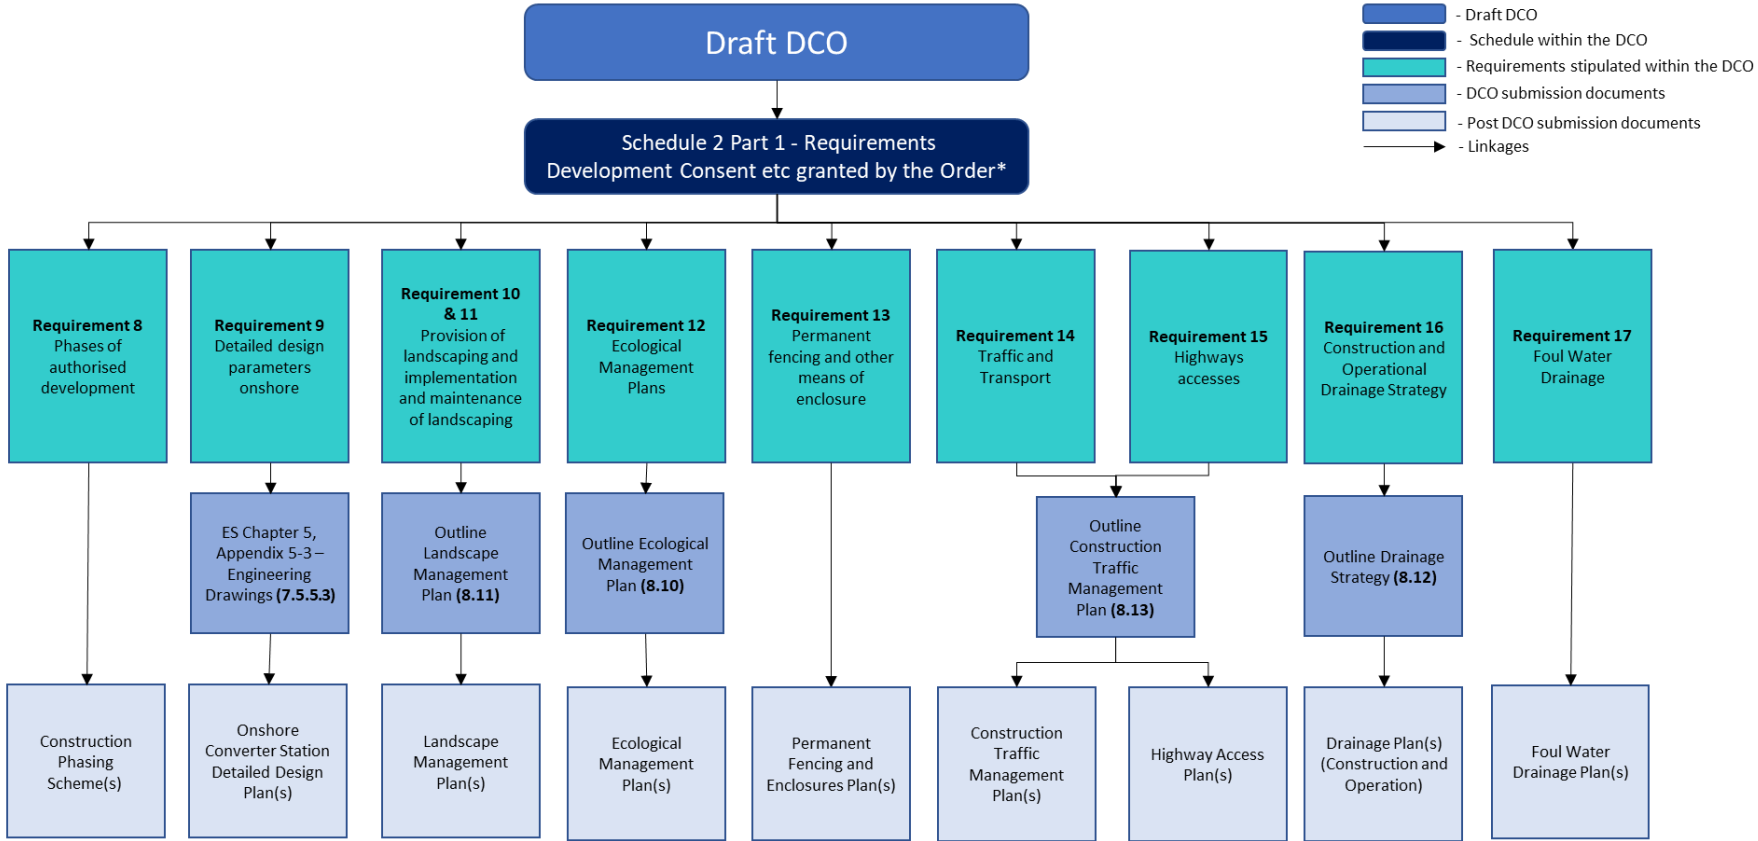 Draft DCO
- Draft DCO
- Schedule within the DCO
- Requirements stipulated within the DCO
- DCO submission documents
- Post DCO submission documents
- Linkages
Schedule 2 Part 1 - Requirements
Development Consent etc granted by the Order*
Requirement 8
Phases of
authorised
development
Requirement 9
Detailed design
parameters
onshore
Requirement 10
& 11
Provision of
landscaping and
implementation
and maintenance
of landscaping
Requirement 12
Ecological
Management
Plans
Requirement 13
Permanent
fencing and other
means of
enclosure
Requirement 14
Traffic and
Transport
Requirement 15
Highways
accesses
Requirement 16
Construction and
Operational
Drainage Strategy
Requirement 17
Foul Water
Drainage
ES Chapter 5,
Appendix 5-3 –
Engineering
Drawings (7.5.5.3)
Outline
Landscape
Management
Plan (8.11)
Outline Ecological
Management
Plan (8.10)
Outline
Construction
Traffic
Management
Plan (8.13)
Outline Drainage
Strategy (8.12)
Construction
Phasing
Scheme(s)
Onshore
Converter Station
Detailed Design
Plan(s)
Landscape
Management
Plan(s)
Ecological
Management
Plan(s)
Permanent
Fencing and
Enclosures Plan(s)
Construction
Traffic
Management
Plan(s)
Highway Access
Plan(s)
Drainage Plan(s)
(Construction and
Operation)
Foul Water
Drainage Plan(s)